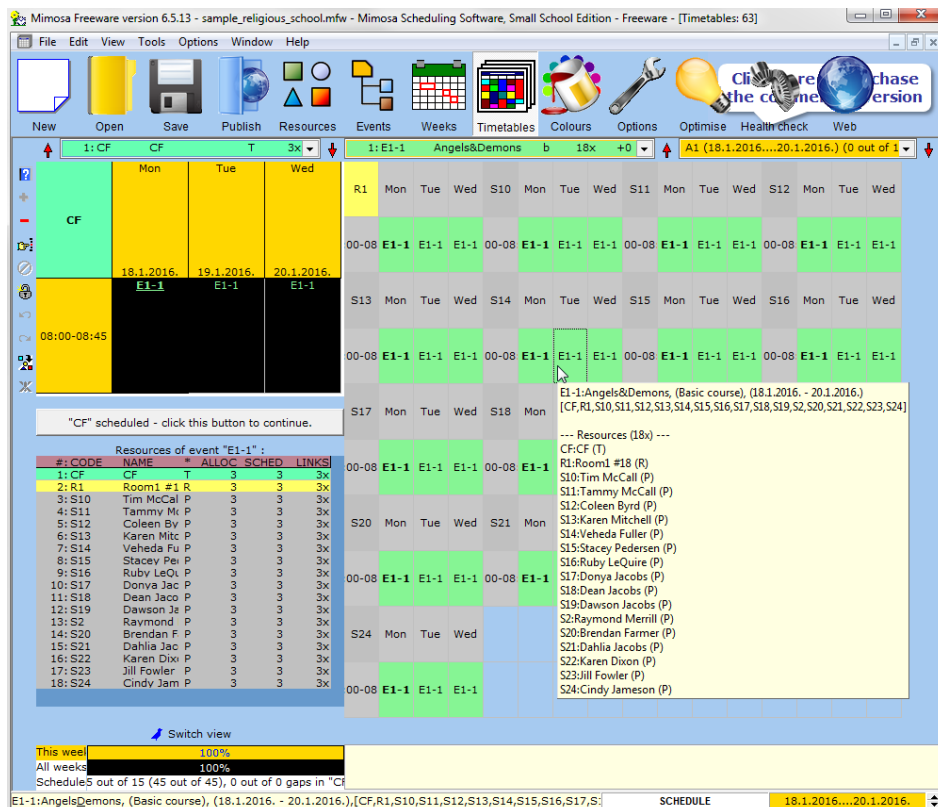 Mimosa Freeware version 6.5.13 - sample_religious_school.mfw - Mimosa Scheduling Software, Small School Edition - Freeware - [Timetables: 63]
File Edit View Tools Options Window Help
New Open Save Publish Resources Events Weeks Timetables Colours Options Optimise Health check Web
1: CF CF T 3x 1: E1-1 Angels&Demons b 18x +0 A1 (18.1.2016....20.1.2016.) (0 out of 1
CF Mon Tue Wed
18.1.2016. 19.1.2016. 20.1.2016.
08:00-08:45 E1-1 E1-1 E1-1
R1 Mon Tue Wed S10 Mon Tue Wed S11 Mon Tue Wed S12 Mon Tue Wed
00-08 E1-1 E1-1 E1-1 00-08 E1-1 E1-1 E1-1 00-08 E1-1 E1-1 E1-1 00-08 E1-1 E1-1 E1-1
S13 Mon Tue Wed S14 Mon Tue Wed S15 Mon Tue Wed S16 Mon Tue Wed
00-08 E1-1 E1-1 E1-1 00-08 E1-1 E1-1 E1-1 00-08 E1-1 E1-1 E1-1 00-08 E1-1 E1-1 E1-1
S17 Mon Tue Wed S18 Mon
00-08 E1-1 E1-1 E1-1 00-08 E1-1
S20 Mon Tue Wed S21 Mon
00-08 E1-1 E1-1 E1-1 00-08 E1-1
S24 Mon Tue Wed
00-08 E1-1 E1-1 E1-1
E1-1:Angels&Demons, (Basic course), (18.1.2016. - 20.1.2016.)
[CF,R1,S10,S11,S12,S13,S14,S15,S16,S17,S18,S19,S2,S20,S21,S22,S23,S24]
--- Resources (18x) ---
CF:CF (T)
R1:Room1 #18 (R)
S10:Tim McCall (P)
S11:Tammy McCall (P)
S12:Coleen Byrd (P)
S13:Karen Mitchell (P)
S14:Veheda Fuller (P)
S15:Stacey Pedersen (P)
S16:Ruby LeQuire (P)
S17:Donya Jacobs (P)
S18:Dean Jacobs (P)
S19:Dawson Jacobs (P)
S2:Raymond Merrill (P)
S20:Brendan Farmer (P)
S21:Dahlia Jacobs (P)
S22:Karen Dixon (P)
S23:Jill Fowler (P)
S24:Cindy Jameson (P)
"CF" scheduled - click this button to continue.
Resources of event "E1-1" :
#: CODE NAME * ALLOC SCHED LINKS
1: CF CF T 3 3 3x
2: R1 Room1 #1 R 3 3 3x
3: S10 Tim McCal P 3 3 3x
4: S11 Tammy Mc P 3 3 3x
5: S12 Coleen By P 3 3 3x
6: S13 Karen Mitc P 3 3 3x
7: S14 Veheda Fu P 3 3 3x
8: S15 Stacey Pe P 3 3 3x
9: S16 Ruby LeQu P 3 3 3x
10: S17 Donya Jac P 3 3 3x
11: S18 Dean Jaco P 3 3 3x
12: S19 Dawson Ja P 3 3 3x
13: S2 Raymond P 3 3 3x
14: S20 Brendan F P 3 3 3x
15: S21 Dahlia Jac P 3 3 3x
16: S22 Karen Dix P 3 3 3x
17: S23 Jill Fowler P 3 3 3x
18: S24 Cindy Jam P 3 3 3x
Switch view
This week 100%
All weeks 100%
Schedule 5 out of 15 (45 out of 45), 0 out of 0 gaps in "CF
E1-1:AngelsDemons, (Basic course), (18.1.2016. - 20.1.2016.),[CF,R1,S10,S11,S12,S13,S14,S15,S16,S17,S: SCHEDULE 18.1.2016....20.1.2016.